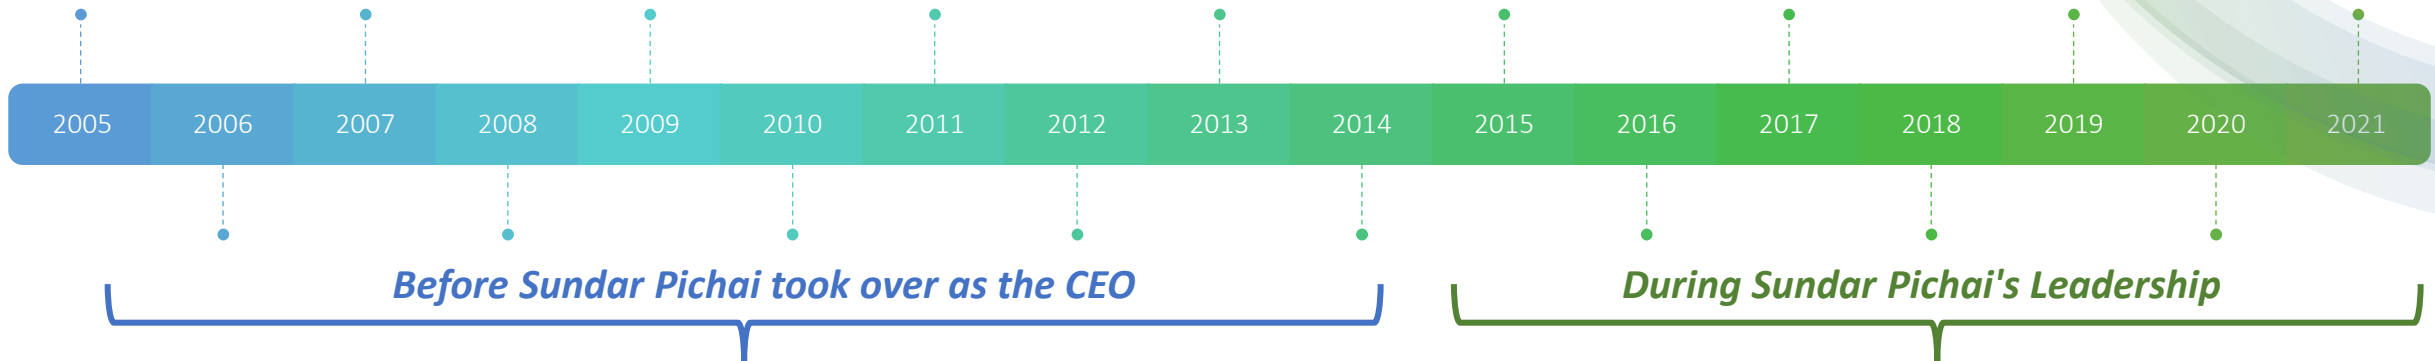 2005 2006 2007 2008 2009 2010 2011 2012 2013 2014 2015 2016 2017 2018 2019 2020 2021
Before Sundar Pichai took over as the CEO
During Sundar Pichai's Leadership